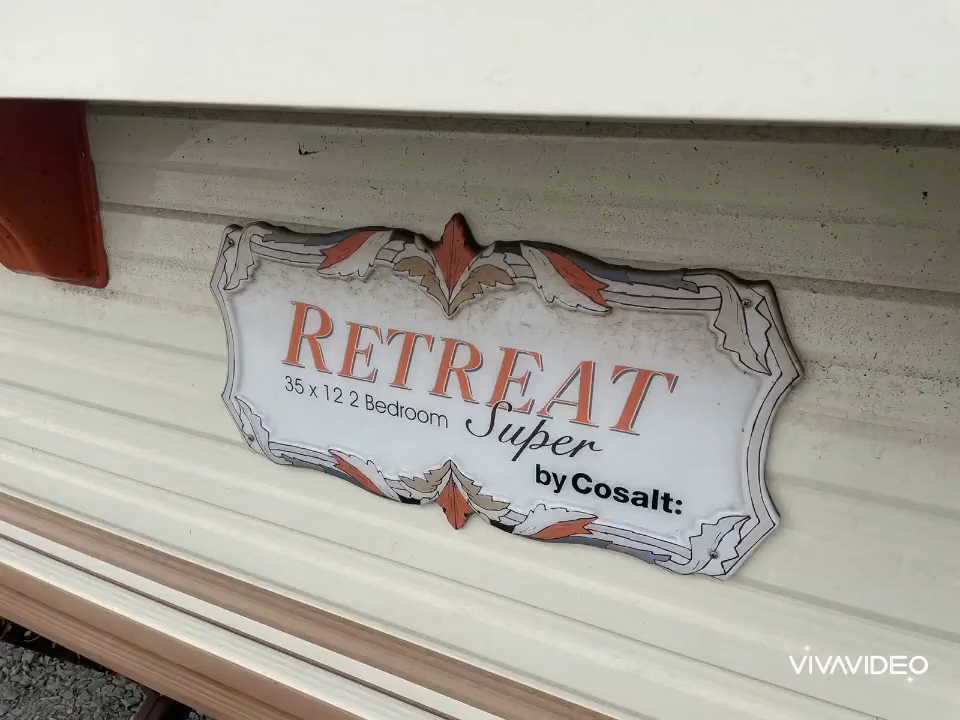 RETREAT
35 x 12 2 Bedroom
Super
by Cosalt:
VIVAVIDEO